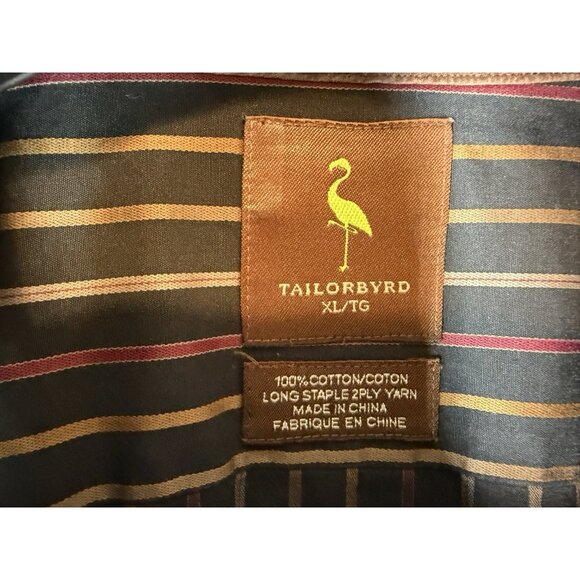 TAILORBYRD
XL/TG
100% COTTON/COTON
LONG STAPLE 2PLY YARN
MADE IN CHINA
FABRIQUE EN CHINE